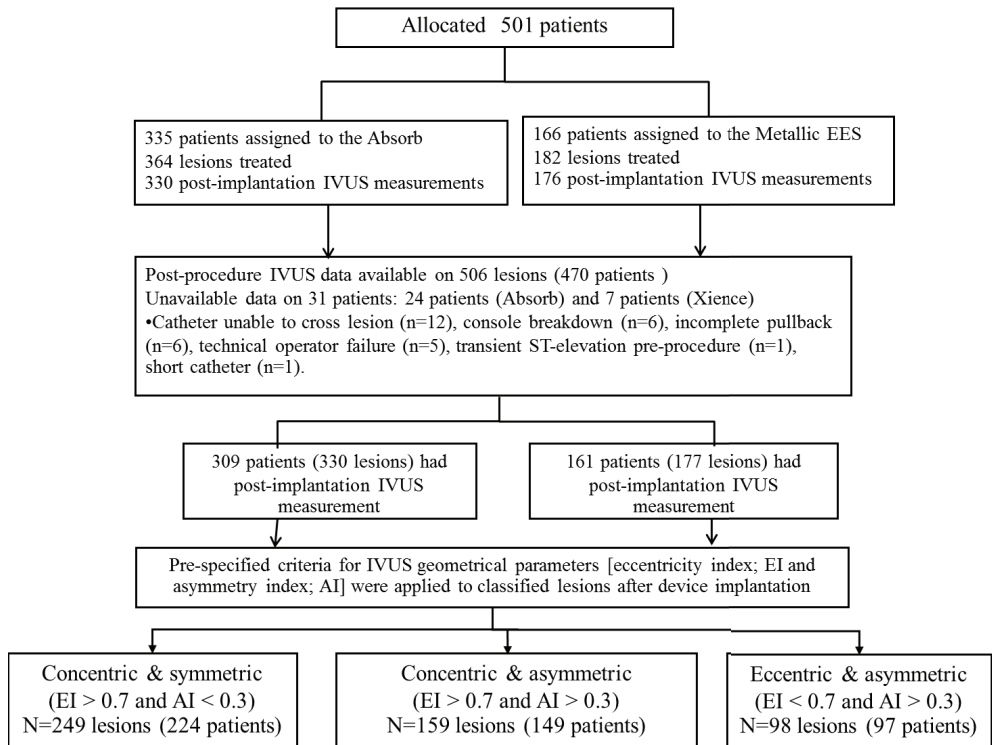 Allocated 501 patients
335 patients assigned to the Absorb
364 lesions treated
330 post-implantation IVUS measurements
166 patients assigned to the Metallic EES
182 lesions treated
176 post-implantation IVUS measurements
Post-procedure IVUS data available on 506 lesions (470 patients )
Unavailable data on 31 patients: 24 patients (Absorb) and 7 patients (Xience)
•Catheter unable to cross lesion (n=12), console breakdown (n=6), incomplete pullback
(n=6), technical operator failure (n=5), transient ST-elevation pre-procedure (n=1),
short catheter (n=1).
309 patients (330 lesions) had
post-implantation IVUS
measurement
161 patients (177 lesions) had
post-implantation IVUS
measurement
Pre-specified criteria for IVUS geometrical parameters [eccentricity index; EI and
asymmetry index; AI] were applied to classified lesions after device implantation
Concentric & symmetric
(EI > 0.7 and AI < 0.3)
N=249 lesions (224 patients)
Concentric & asymmetric
(EI > 0.7 and AI > 0.3)
N=159 lesions (149 patients)
Eccentric & asymmetric
(EI < 0.7 and AI > 0.3)
N=98 lesions (97 patients)